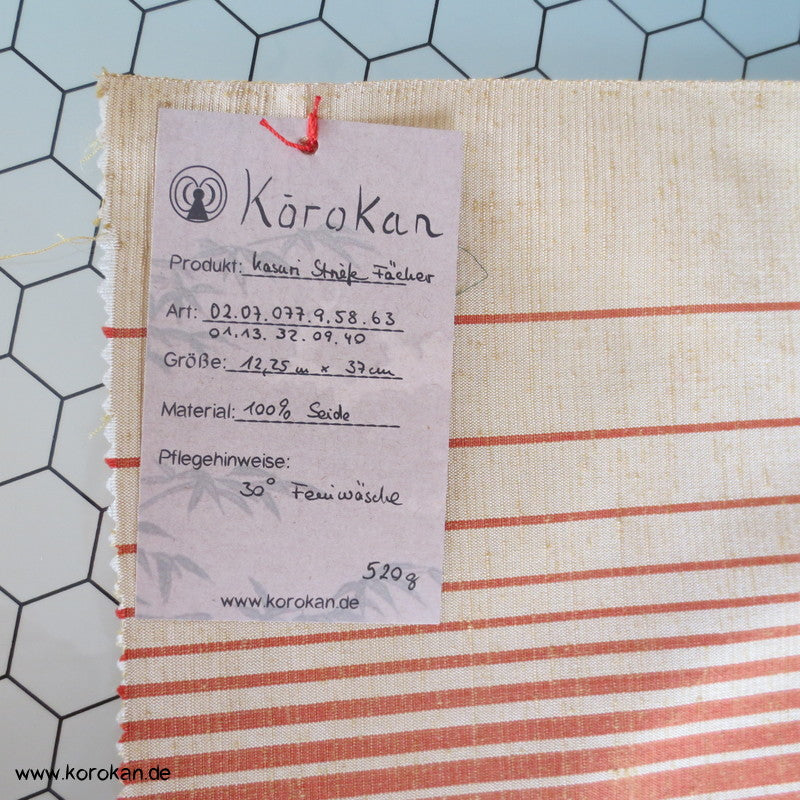 Kōrokan
Produkt: Kasuri Streife Fächer
Art: 02.07.077.9.58.63
01.13.32.09.40
Größe: 12,25 m x 37 cm
Material: 100% Seide
Pflegehinweise:
30° Feinwäsche
520g
www.korokan.de
www.korokan.de